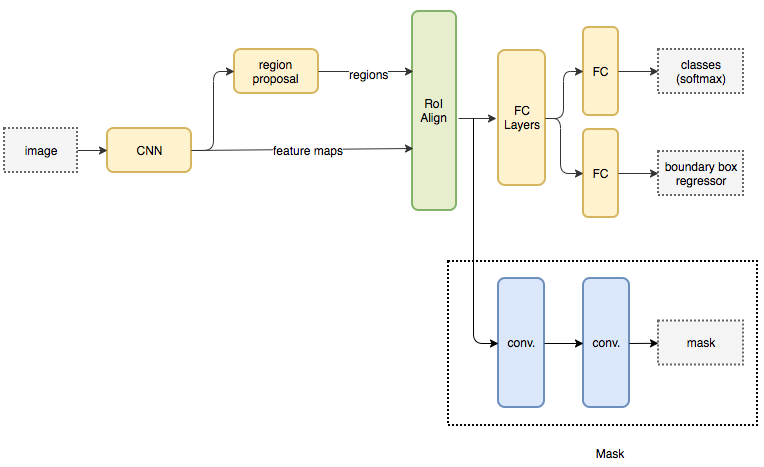 image
CNN
region
proposal
regions
feature maps
RoI
Align
FC
Layers
FC
classes
(softmax)
FC
boundary box
regressor
conv.
conv.
mask
Mask